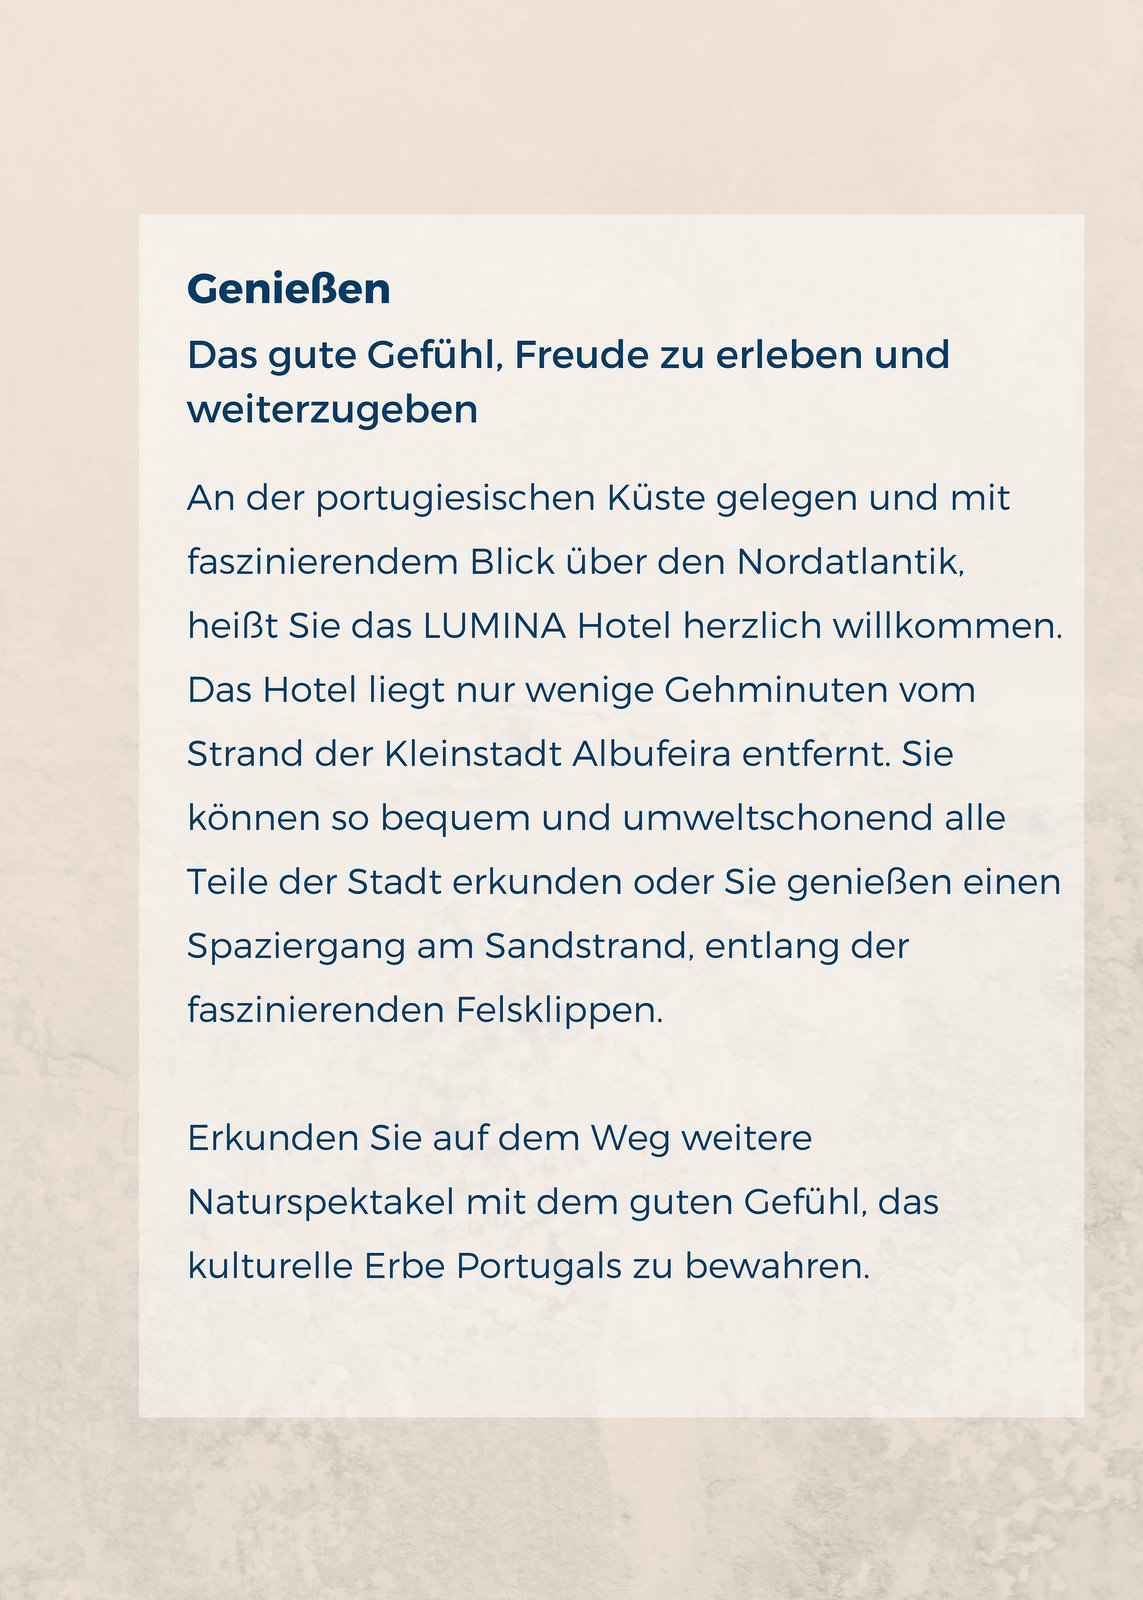 Genießen
Das gute Gefühl, Freude zu erleben und
weiterzugeben
An der portugiesischen Küste gelegen und mit
faszinierendem Blick über den Nordatlantik,
heißt Sie das LUMINA Hotel herzlich willkommen.
Das Hotel liegt nur wenige Gehminuten vom
Strand der Kleinstadt Albufeira entfernt. Sie
können so bequem und umweltschonend alle
Teile der Stadt erkunden oder Sie genießen einen
Spaziergang am Sandstrand, entlang der
faszinierenden Felsklippen.
Erkunden Sie auf dem Weg weitere
Naturspektakel mit dem guten Gefühl, das
kulturelle Erbe Portugals zu bewahren.